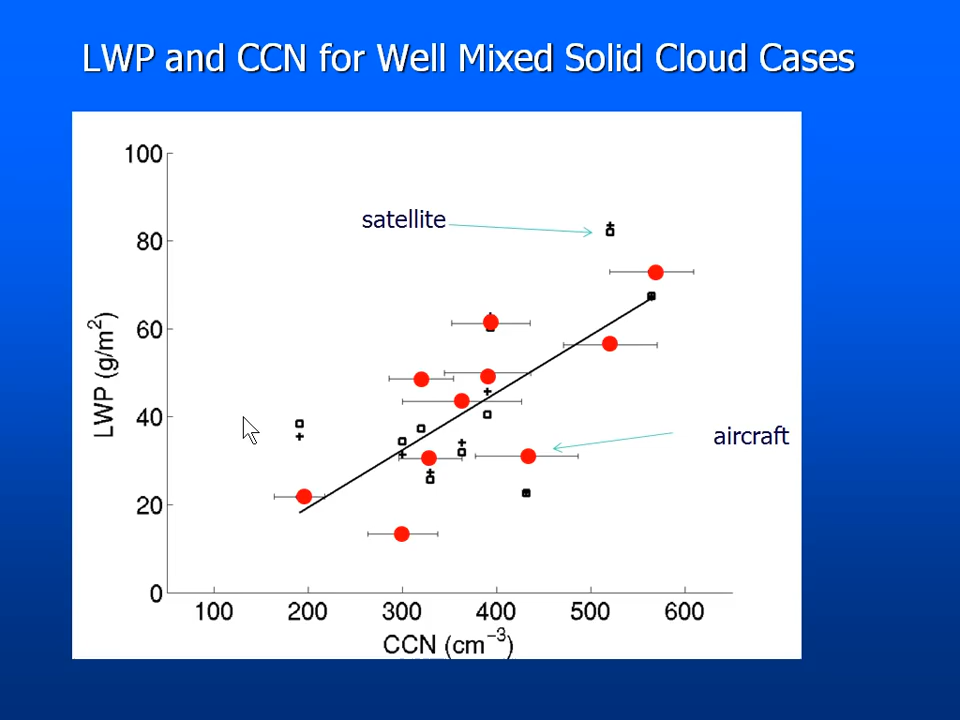 LWP and CCN for Well Mixed Solid Cloud Cases
100
satellite
80
60
LWP (g/m²)
40
aircraft
20
0
100 200 300 400 500 600
CCN (cm⁻³)